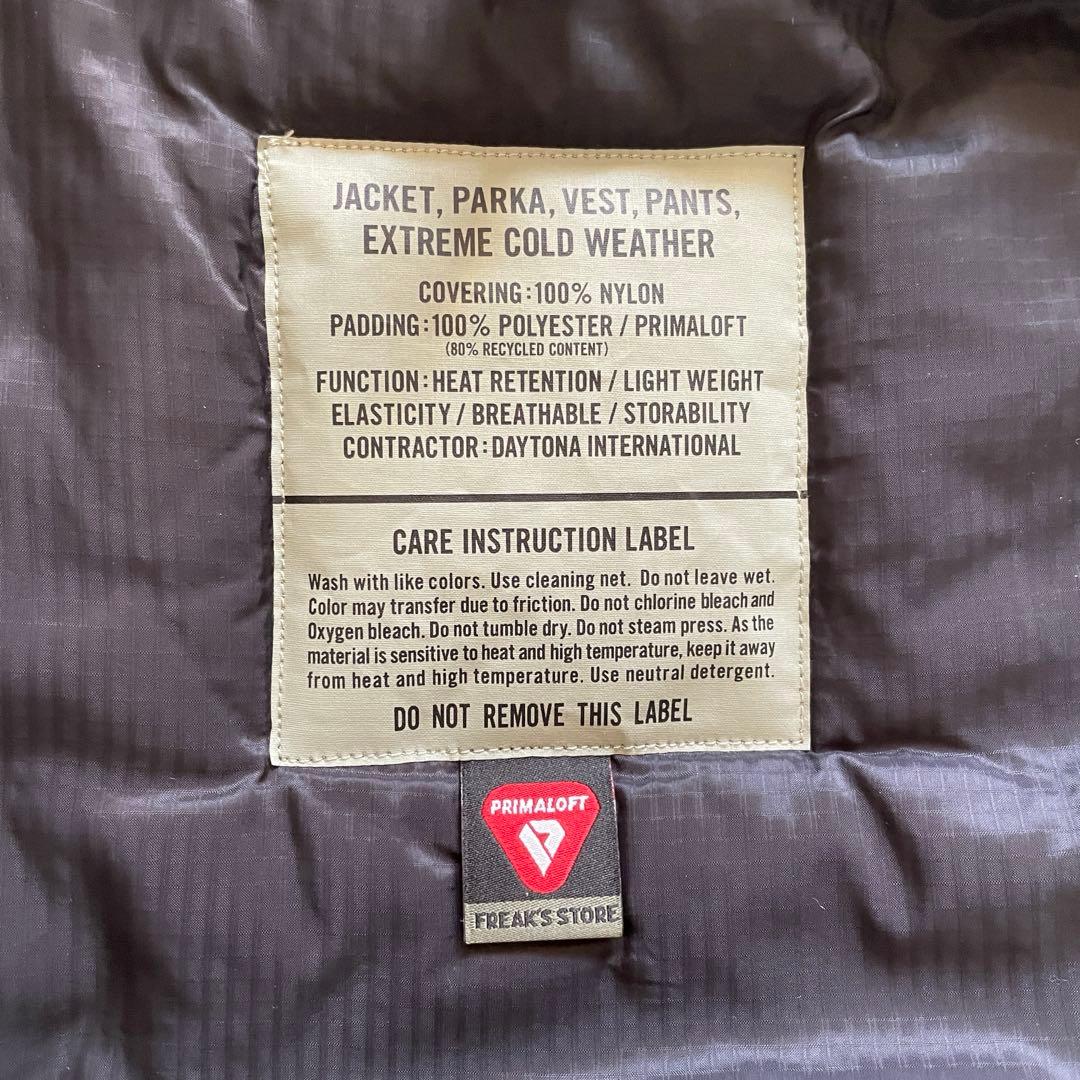 JACKET, PARKA, VEST, PANTS,
EXTREME COLD WEATHER
COVERING:100% NYLON
PADDING:100% POLYESTER / PRIMALOFT
(80% RECYCLED CONTENT)
FUNCTION:HEAT RETENTION / LIGHT WEIGHT
ELASTICITY / BREATHABLE / STORABILITY
CONTRACTOR:DAYTONA INTERNATIONAL
CARE INSTRUCTION LABEL
Wash with like colors. Use cleaning net. Do not leave wet.
Color may transfer due to friction. Do not chlorine bleach and
Oxygen bleach. Do not tumble dry. Do not steam press. As the
material is sensitive to heat and high temperature, keep it away
from heat and high temperature. Use neutral detergent.
DO NOT REMOVE THIS LABEL
PRIMALOFT
FREAK'S STORE